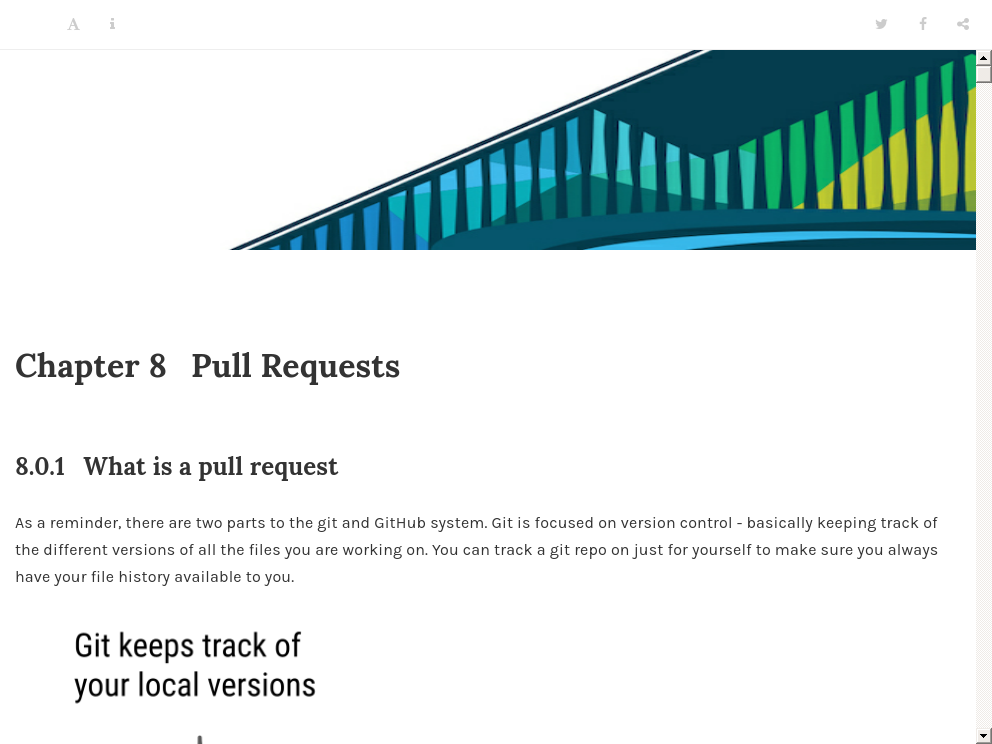 Chapter 8 Pull Requests
8.0.1 What is a pull request
As a reminder, there are two parts to the git and GitHub system. Git is focused on version control - basically keeping track of
the different versions of all the files you are working on. You can track a git repo on just for yourself to make sure you always
have your file history available to you.
Git keeps track of
your local versions